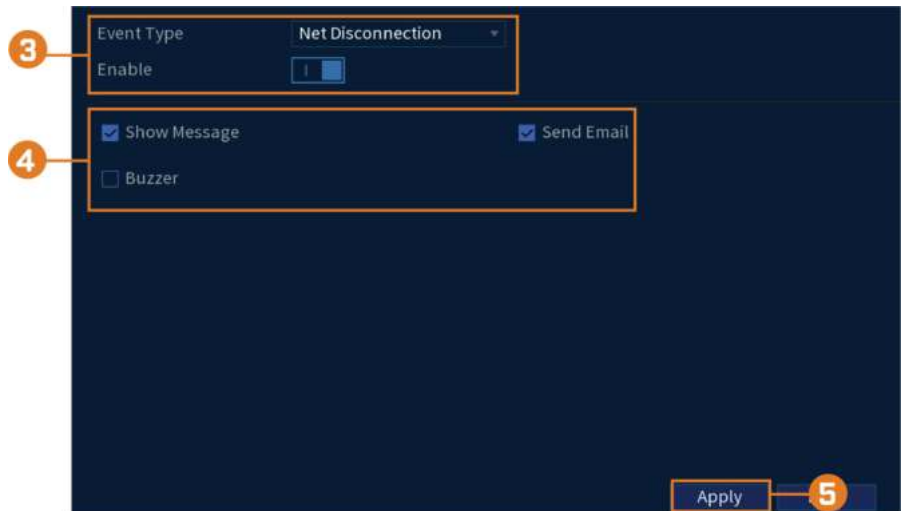 3
Event Type Net Disconnection
Enable
4
Show Message Send Email
Buzzer
Apply 5